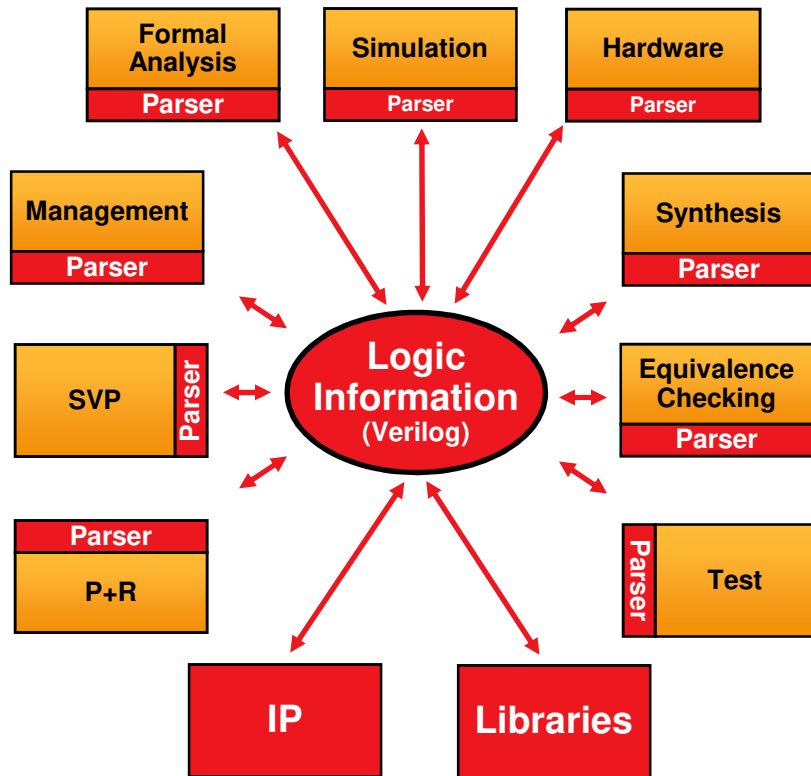 Formal
Analysis
Parser
Simulation
Parser
Hardware
Parser
Management
Parser
Synthesis
Parser
Logic
Information
(Verilog)
SVP
Parser
Equivalence
Checking
Parser
Parser
P+R
Parser
Test
IP
Libraries